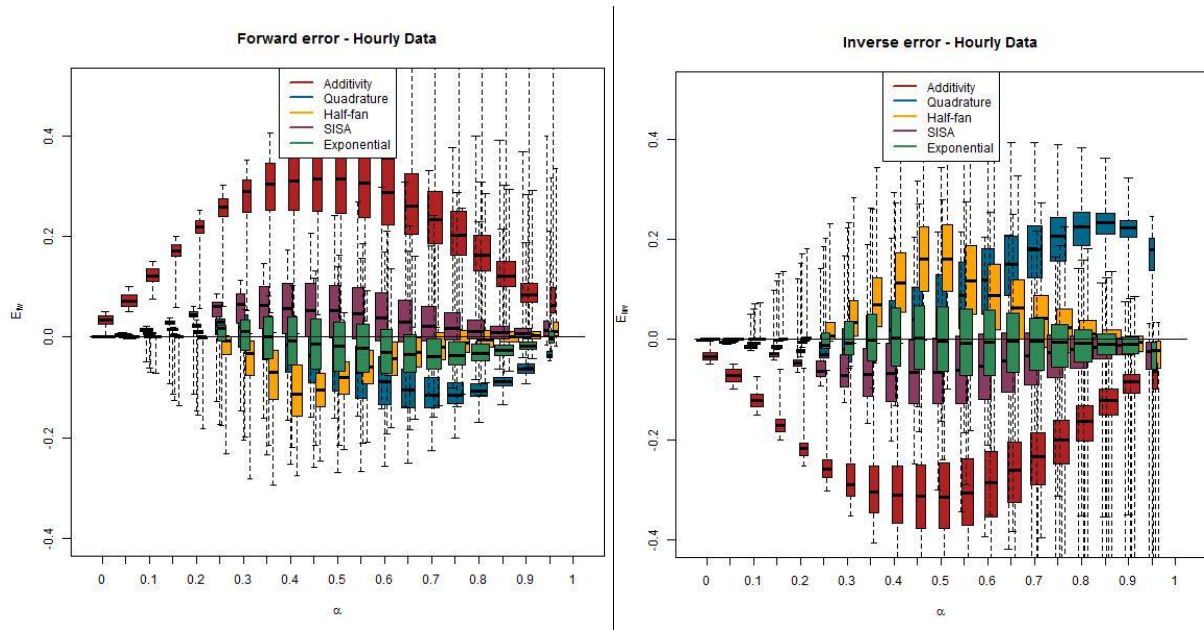 Forward error - Hourly Data
Additivity
Quadrature
Half-fan
SISA
Exponential
0.4
0.2
0.0
-0.2
-0.4
0 0.1 0.2 0.3 0.4 0.5 0.6 0.7 0.8 0.9 1
α
Inverse error - Hourly Data
Additivity
Quadrature
Half-fan
SISA
Exponential
0.4
0.2
0.0
-0.2
-0.4
E inv
0 0.1 0.2 0.3 0.4 0.5 0.6 0.7 0.8 0.9 1
α